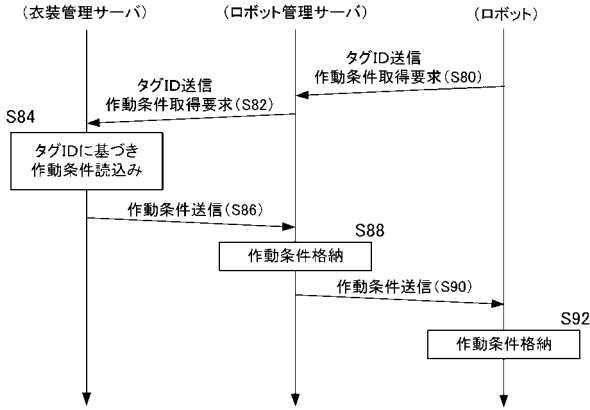 (衣装管理サーバ)
(ロボット管理サーバ)
(ロボット)
タグID送信
作動条件取得要求(S80)
タグID送信
作動条件取得要求(S82)
S84
タグIDに基づき
作動条件読込み
作動条件送信(S86)
S88
作動条件格納
作動条件送信(S90)
S92
作動条件格納